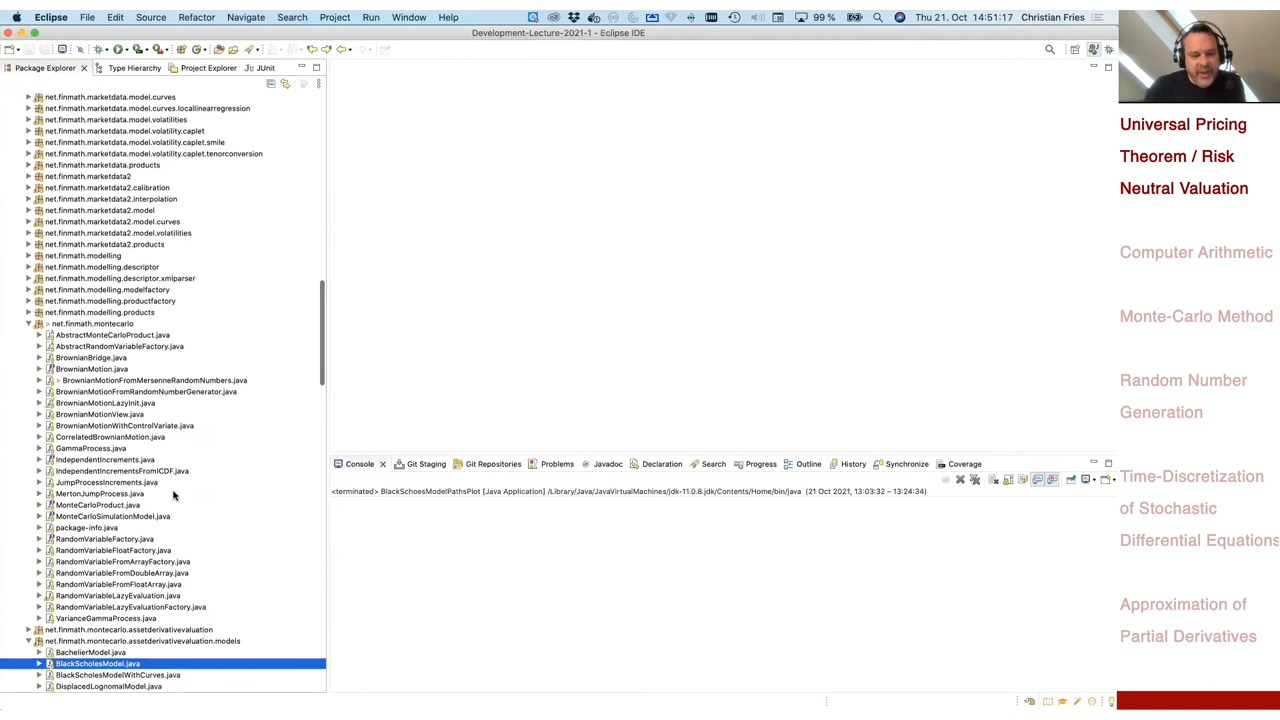 Eclipse File Edit Source Refactor Navigate Search Project Run Window Help 99 % Thu 21. Oct 14:51:17 Christian Fries
Development-Lecture-2021-1 - Eclipse IDE
Package Explorer Type Hierarchy Project Explorer JUnit
net.finmath.marketdata.model.curves
net.finmath.marketdata.model.curves.locallinearregression
net.finmath.marketdata.model.volatilities
net.finmath.marketdata.model.volatility.caplet
net.finmath.marketdata.model.volatility.caplet.smile
net.finmath.marketdata.model.volatility.caplet.tenorconversion
net.finmath.marketdata.products
net.finmath.marketdata2
net.finmath.marketdata2.calibration
net.finmath.marketdata2.interpolation
net.finmath.marketdata2.model
net.finmath.marketdata2.model.curves
net.finmath.marketdata2.model.volatilities
net.finmath.marketdata2.products
net.finmath.modelling
net.finmath.modelling.descriptor
net.finmath.modelling.descriptor.xmlparser
net.finmath.modelling.modelfactory
net.finmath.modelling.productfactory
net.finmath.modelling.products
> net.finmath.montecarlo
AbstractMonteCarloProduct.java
AbstractRandomVariableFactory.java
BrownianBridge.java
BrownianMotion.java
> BrownianMotionFromMersenneRandomNumbers.java
BrownianMotionFromRandomNumberGenerator.java
BrownianMotionLazyInit.java
BrownianMotionView.java
BrownianMotionWithControlVariate.java
CorrelatedBrownianMotion.java
GammaProcess.java
IndependentIncrements.java
IndependentIncrementsFromICDF.java
JumpProcessIncrements.java
MertonJumpProcess.java
MonteCarloProduct.java
MonteCarloSimulationModel.java
package-info.java
RandomVariableFactory.java
RandomVariableFloatFactory.java
RandomVariableFromArrayFactory.java
RandomVariableFromDoubleArray.java
RandomVariableFromFloatArray.java
RandomVariableLazyEvaluation.java
RandomVariableLazyEvaluationFactory.java
VarianceGammaProcess.java
net.finmath.montecarlo.assetderivativevaluation
net.finmath.montecarlo.assetderivativevaluation.models
BachelierModel.java
BlackScholesModel.java
BlackScholesModelWithCurves.java
DisplacedLognomalModel.java
Console Git Staging Git Repositories Problems Javadoc Declaration Search Progress Outline History Synchronize Coverage
<terminated> BlackSchoesModelPathsPlot [Java Application] /Library/Java/JavaVirtualMachines/jdk-11.0.8.jdk/Contents/Home/bin/java (21 Oct 2021, 13:03:32 – 13:24:34)
Universal Pricing
Theorem / Risk
Neutral Valuation
Computer Arithmetic
Monte-Carlo Method
Random Number
Generation
Time-Discretization
of Stochastic
Differential Equations
Approximation of
Partial Derivatives